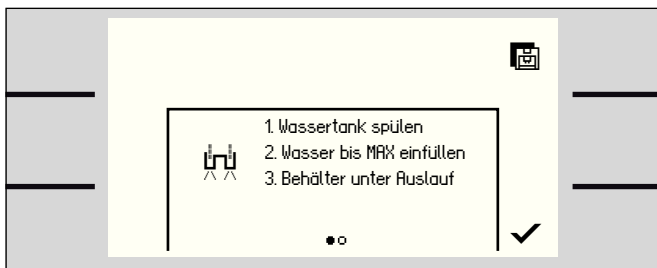 1. Wassertank spülen
2. Wasser bis MAX einfüllen
3. Behälter unter Auslauf